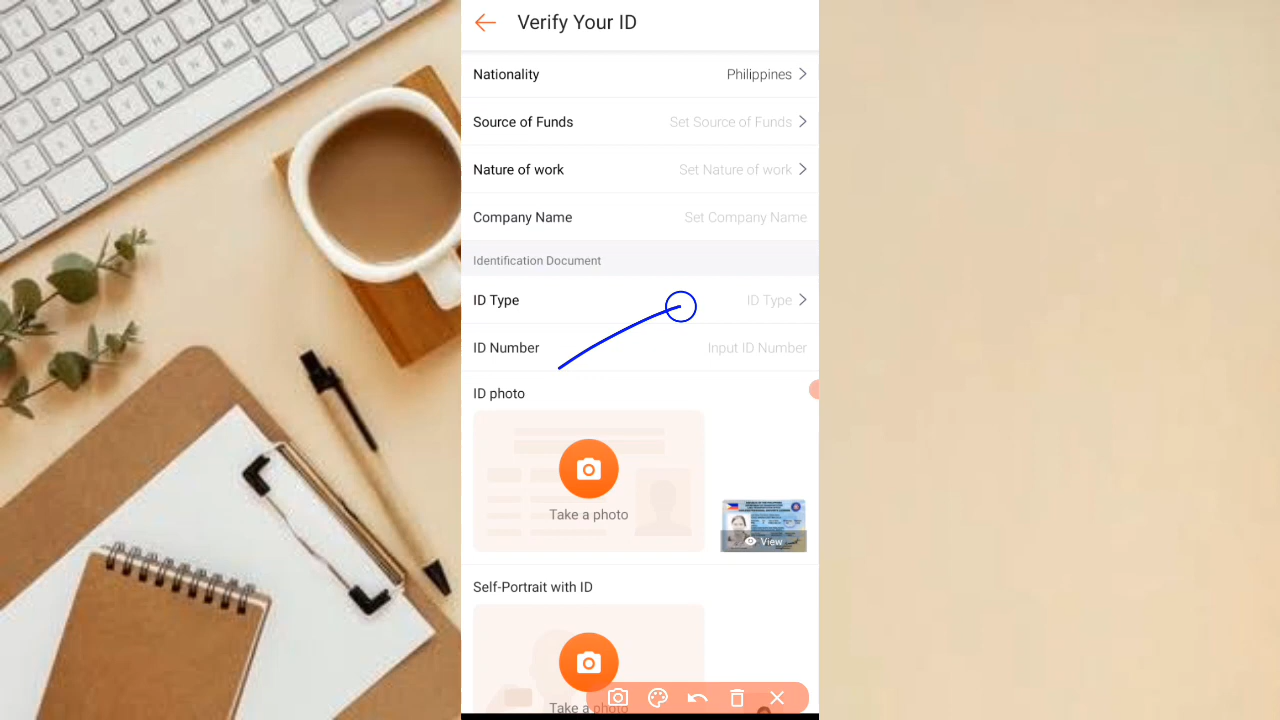 Verify Your ID
Nationality Philippines
Source of Funds Set Source of Funds
Nature of work Set Nature of work
Company Name Set Company Name
Identification Document
ID Type ID Type
ID Number Input ID Number
ID photo
Take a photo
View
Self-Portrait with ID
Take a photo